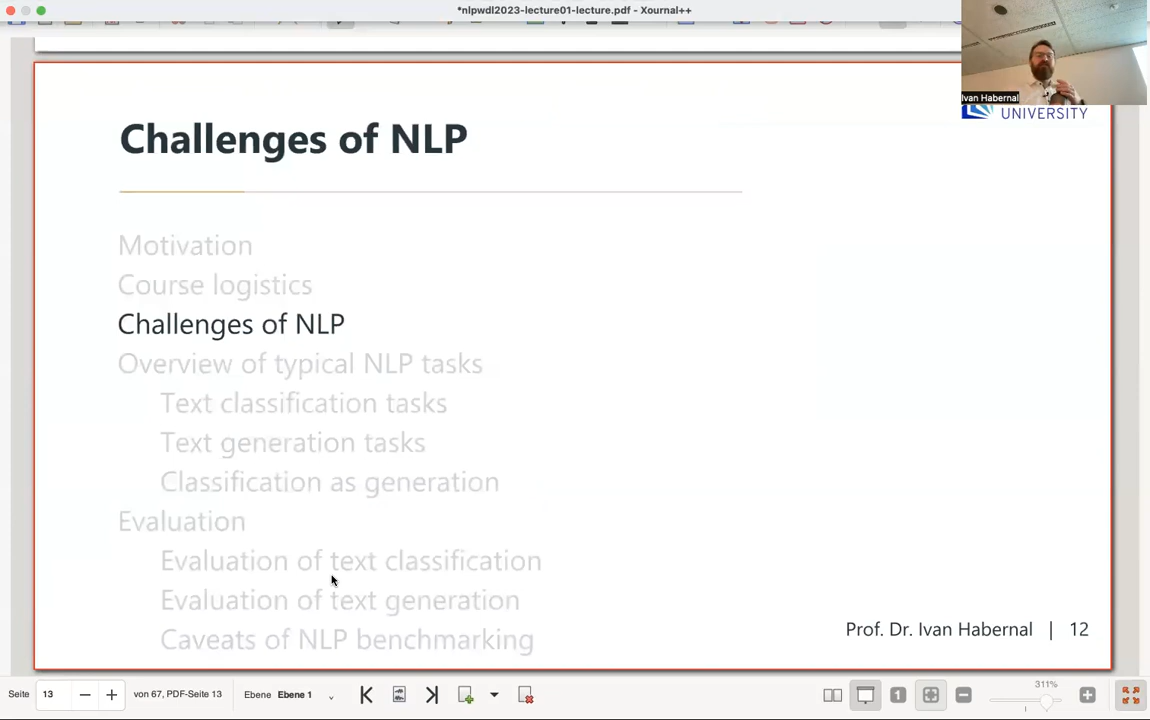 *nlpwdl2023-lecture01-lecture.pdf - Xournal++
Ivan Habernal
UNIVERSITY
Challenges of NLP
Motivation
Course logistics
Challenges of NLP
Overview of typical NLP tasks
Text classification tasks
Text generation tasks
Classification as generation
Evaluation
Evaluation of text classification
Evaluation of text generation
Caveats of NLP benchmarking
Prof. Dr. Ivan Habernal | 12
Seite 13 von 67, PDF-Seite 13 Ebene Ebene 1 1 311%